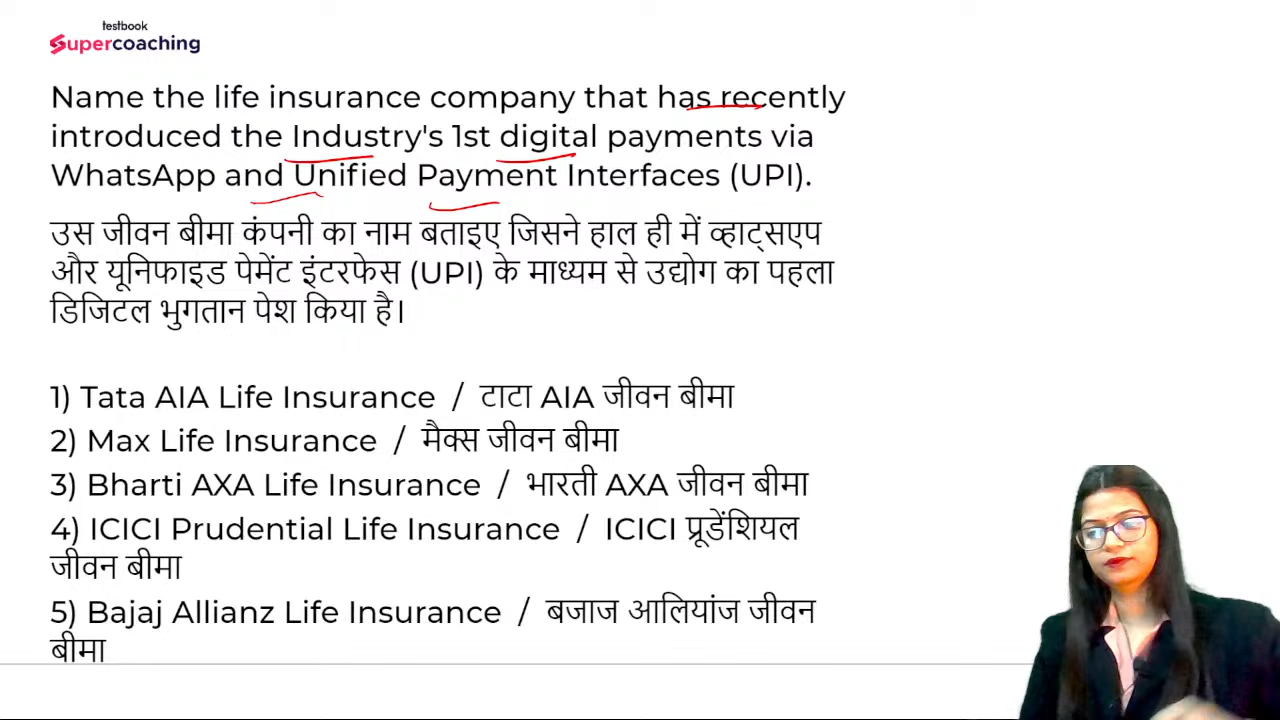 testbook
Supercoaching
Name the life insurance company that has recently
introduced the Industry's 1st digital payments via
WhatsApp and Unified Payment Interfaces (UPI).
उस जीवन बीमा कंपनी का नाम बताइए जिसने हाल ही में व्हाट्सएप
और यूनिफाइड पेमेंट इंटरफेस (UPI) के माध्यम से उद्योग का पहला
डिजिटल भुगतान पेश किया है।
1) Tata AIA Life Insurance / टाटा AIA जीवन बीमा
2) Max Life Insurance / मैक्स जीवन बीमा
3) Bharti AXA Life Insurance / भारती AXA जीवन बीमा
4) ICICI Prudential Life Insurance / ICICI प्रूडेंशियल
जीवन बीमा
5) Bajaj Allianz Life Insurance / बजाज आलियांज जीवन
बीमा